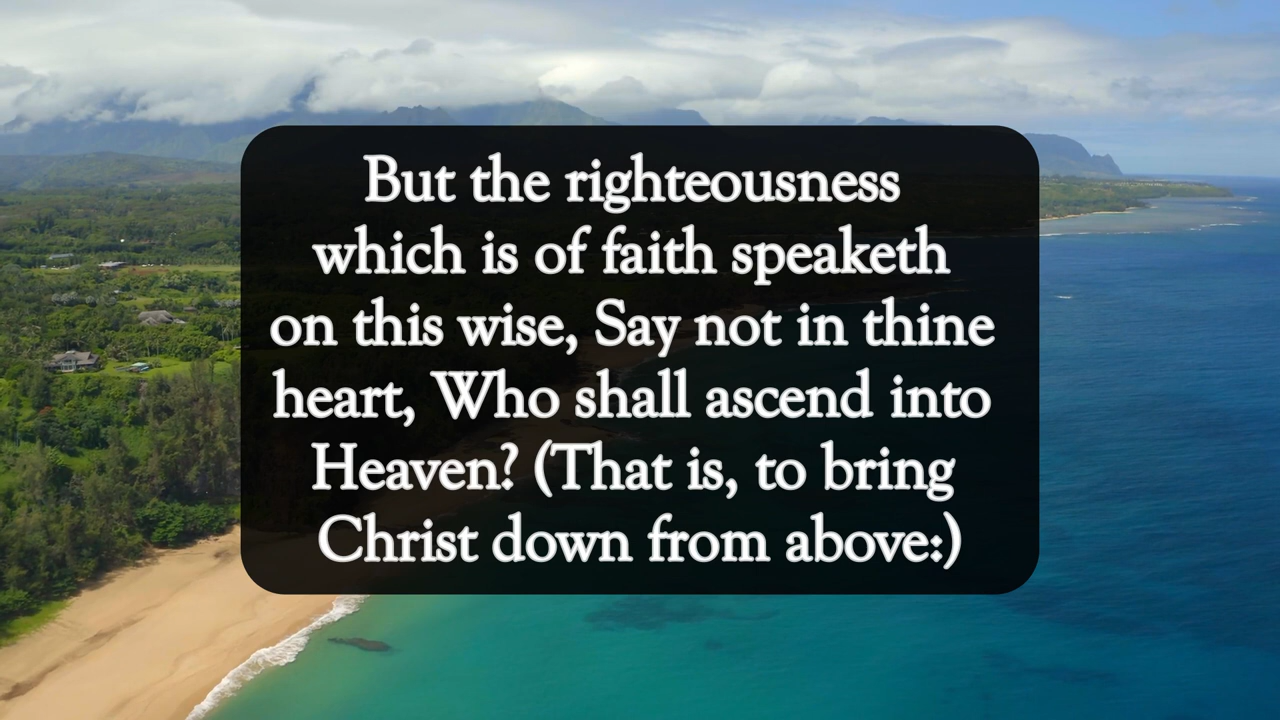 But the righteousness
which is of faith speaketh
on this wise, Say not in thine
heart, Who shall ascend into
Heaven? (That is, to bring
Christ down from above:)